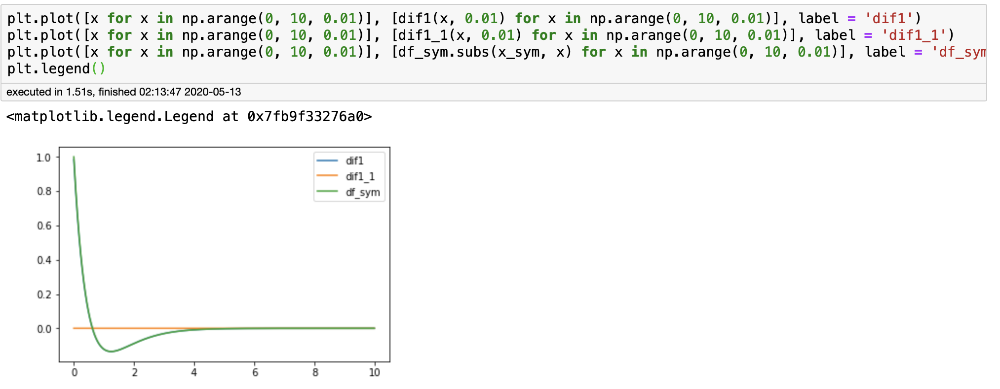 plt.plot([x for x in np.arange(0, 10, 0.01)], [dif1(x, 0.01) for x in np.arange(0, 10, 0.01)], label = 'dif1')
plt.plot([x for x in np.arange(0, 10, 0.01)], [dif1_1(x, 0.01) for x in np.arange(0, 10, 0.01)], label = 'dif1_1')
plt.plot([x for x in np.arange(0, 10, 0.01)], [df_sym.subs(x_sym, x) for x in np.arange(0, 10, 0.01)], label = 'df_sym
plt.legend()
executed in 1.51s, finished 02:13:47 2020-05-13
<matplotlib.legend.Legend at 0x7fb9f33276a0>
1.0
0.8
0.6
0.4
0.2
0.0
dif1
dif1_1
df_sym
0 2 4 6 8 10